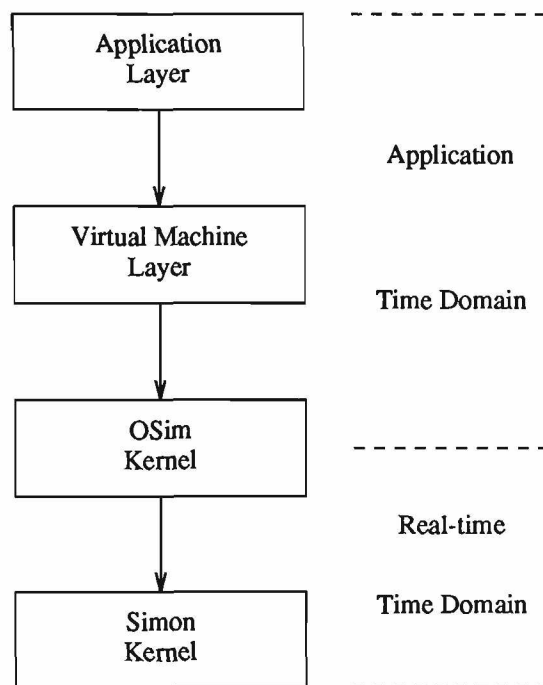 Application
Layer
Application
Virtual Machine
Layer
Time Domain
OSim
Kernel
Real-time
Time Domain
Simon
Kernel